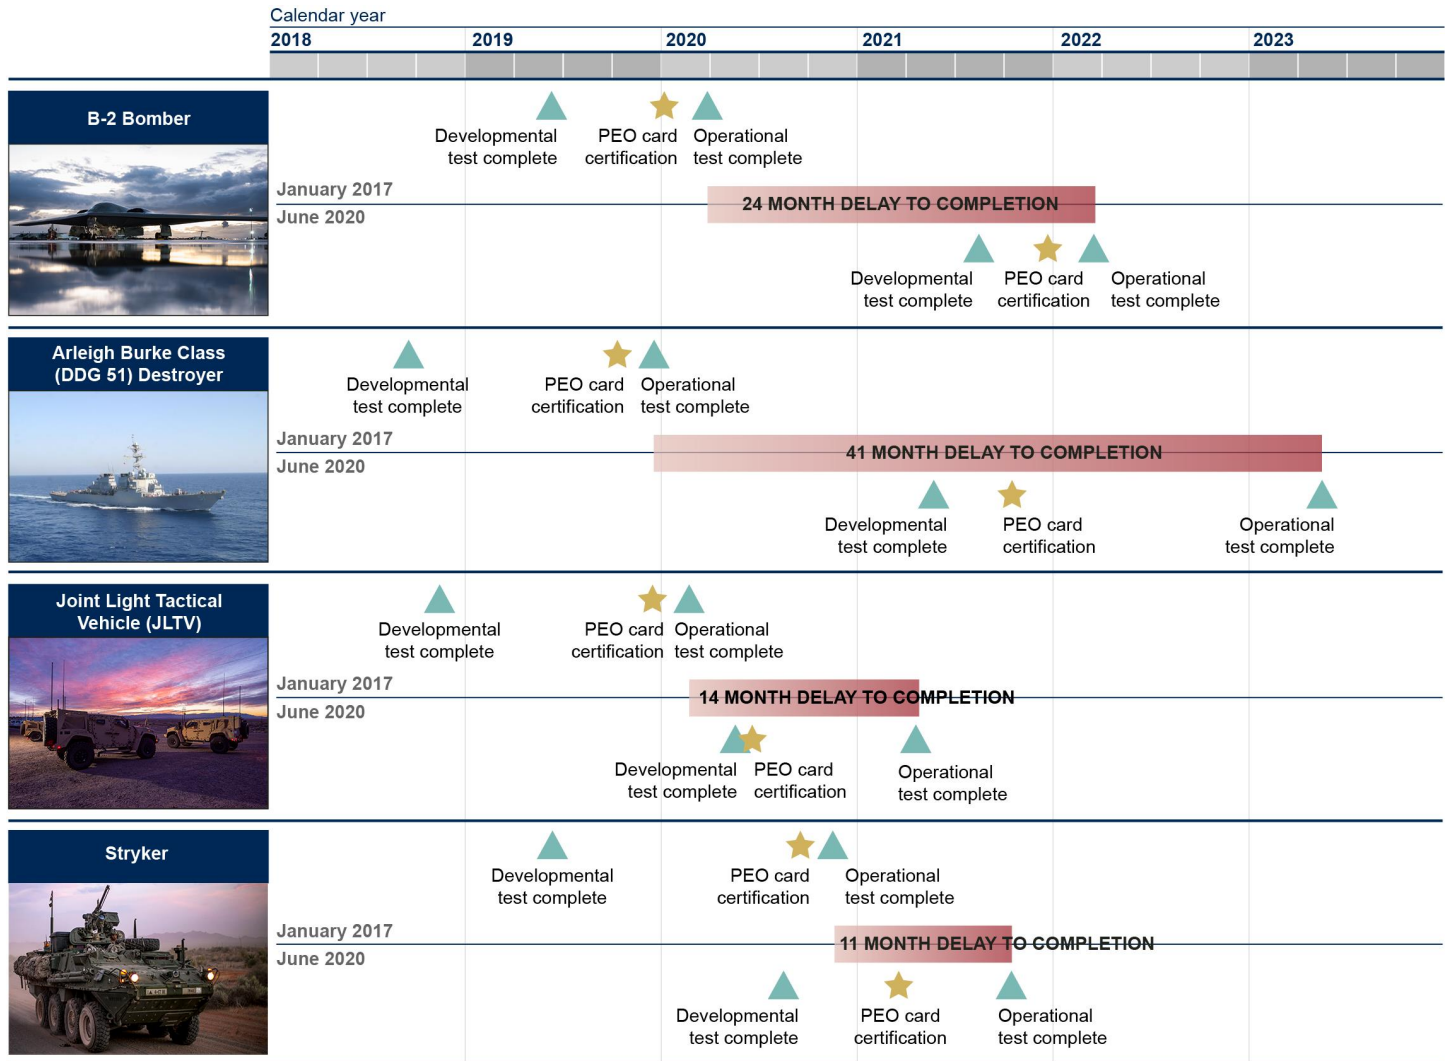 Calendar year
2018 2019 2020 2021 2022 2023
B-2 Bomber
Developmental
test complete
PEO card
certification
Operational
test complete
January 2017
24 MONTH DELAY TO COMPLETION
June 2020
Developmental
test complete
PEO card
certification
Operational
test complete
Arleigh Burke Class
(DDG 51) Destroyer
Developmental
test complete
PEO card
certification
Operational
test complete
January 2017
41 MONTH DELAY TO COMPLETION
June 2020
Developmental
test complete
PEO card
certification
Operational
test complete
Joint Light Tactical
Vehicle (JLTV)
Developmental
test complete
PEO card
certification
Operational
test complete
January 2017
14 MONTH DELAY TO COMPLETION
June 2020
Developmental
test complete
PEO card
certification
Operational
test complete
Stryker
Developmental
test complete
PEO card
certification
Operational
test complete
January 2017
11 MONTH DELAY TO COMPLETION
June 2020
Developmental
test complete
PEO card
certification
Operational
test complete